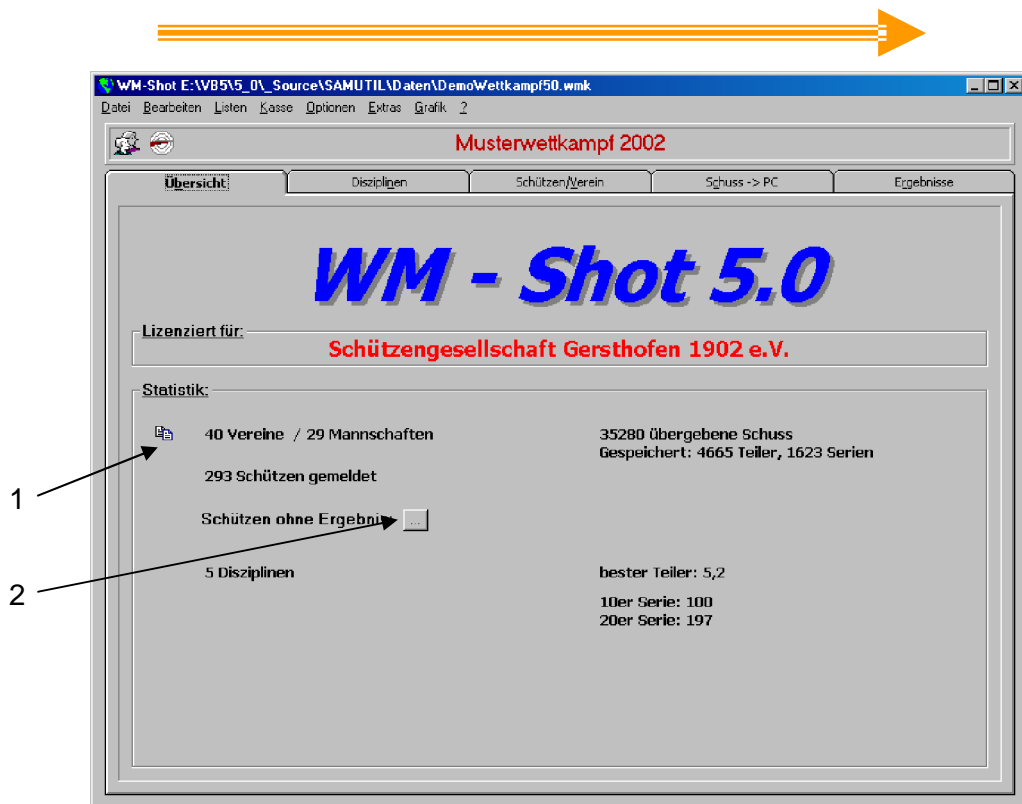 WM-Shot E:\VB5\5_0\_Source\SAMUTIL\Daten\DemoWettkampf50.wmk
Datei Bearbeiten Listen Kasse Optionen Extras Grafik ?
Musterwettkampf 2002
Übersicht Disziplinen Schützen/Verein Schuss -> PC Ergebnisse
WM - Shot 5.0
Lizenziert für:
Schützengesellschaft Gersthofen 1902 e.V.
Statistik:
40 Vereine / 29 Mannschaften
35280 übergebene Schuss
Gespeichert: 4665 Teiler, 1623 Serien
293 Schützen gemeldet
1
Schützen ohne Ergebnis: ...
5 Disziplinen
bester Teiler: 5,2
2
10er Serie: 100
20er Serie: 197